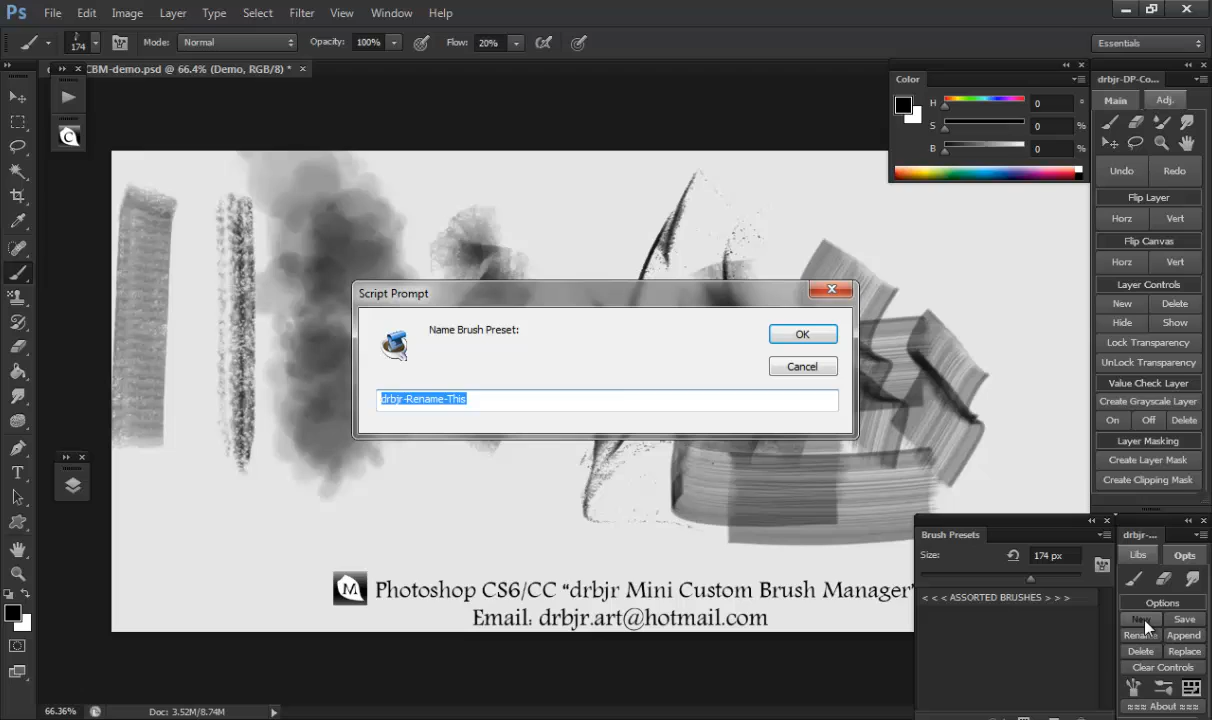 Ps File Edit Image Layer Type Select Filter View Window Help
174 Mode: Normal Opacity: 100% Flow: 20% Essentials
CBM-demo.psd @ 66.4% (Demo, RGB/8) * ×
Color
H 0 °
S 0 %
B 0 %
drbjr-DP-Co...
Main Adj.
Undo Redo
Flip Layer
Horz Vert
Flip Canvas
Horz Vert
Layer Controls
New Delete
Hide Show
Lock Transparency
UnLock Transparency
Value Check Layer
Create Grayscale Layer
On Off Delete
Layer Masking
Create Layer Mask
Create Clipping Mask
Script Prompt
Name Brush Preset:
OK
Cancel
drbjr-Rename-This
M Photoshop CS6/CC “drbjr Mini Custom Brush Manager”
Email: drbjr.art@hotmail.com
Brush Presets
Size: 174 px
< < < ASSORTED BRUSHES > > >
drbjr-...
Libs Opts
Options
New Save
Rename Append
Delete Replace
Clear Controls
=== About ===
66.36% Doc: 3.52M/8.74M